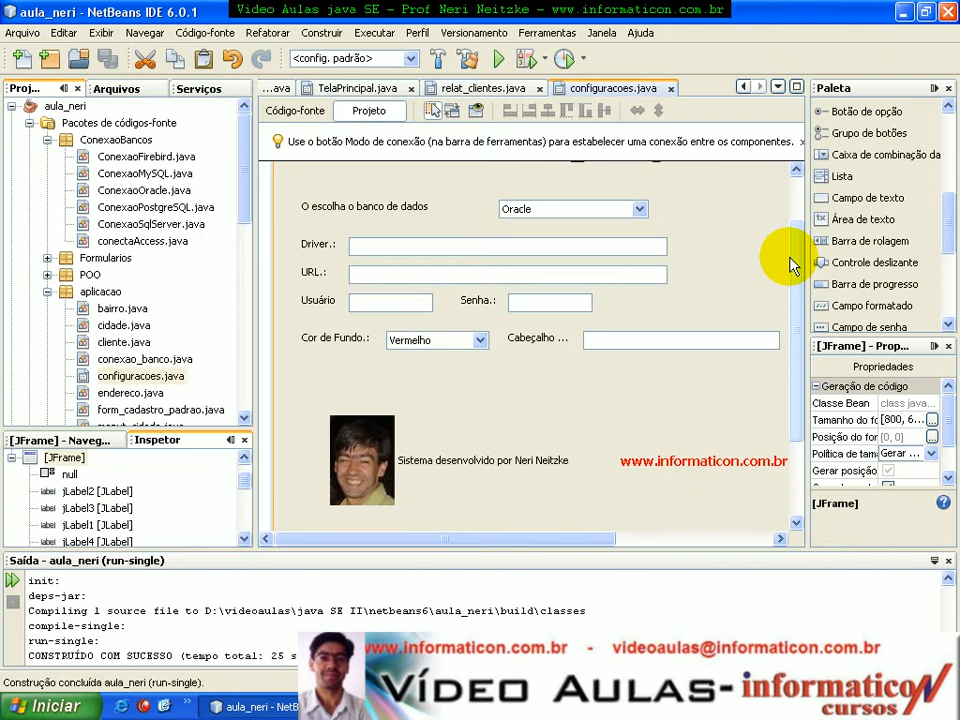 aula_neri - NetBeans IDE 6.0.1
Video Aulas java SE - Prof Neri Neitzke - www.informaticon.com.br
Arquivo Editar Exibir Navegar Código-fonte Refatorar Construir Executar Perfil Versionamento Ferramentas Janela Ajuda
<config. padrão>
Proj... Arquivos Serviços
...ava TelaPrincipal.java relat_clientes.java configuracoes.java
Paleta
Código-fonte Projeto
Use o botão Modo de conexão (na barra de ferramentas) para estabelecer uma conexão entre os componentes.
aula_neri
Pacotes de códigos-fonte
ConexaoBancos
ConexaoFirebird.java
ConexaoMySQL.java
ConexaoOracle.java
ConexaoPostgreSQL.java
ConexaoSqlServer.java
conectaAccess.java
Formularios
POO
aplicacao
bairro.java
cidade.java
cliente.java
conexao_banco.java
configuracoes.java
endereco.java
form_cadastro_padrao.java
O escolha o banco de dados Oracle
Driver.:
URL.:
Usuário Senha.:
Cor de Fundo.: Vermelho Cabeçalho ...
Sistema desenvolvido por Neri Neitzke www.informaticon.com.br
Botão de opção
Grupo de botões
Caixa de combinação da
Lista
Campo de texto
Área de texto
Barra de rolagem
Controle deslizante
Barra de progresso
Campo formatado
Campo de senha
[JFrame] - Prop...
Propriedades
Geração de código
Classe Bean class java...
Tamanho do fo [800, 6... ...
Posição do for [0, 0] ...
Política de tama Gerar ...
Gerar posição
[JFrame]
[JFrame] - Naveg... Inspetor
[JFrame]
null
jLabel2 [JLabel]
jLabel3 [JLabel]
jLabel1 [JLabel]
jLabel4 [JLabel]
Saída - aula_neri (run-single)
init:
deps-jar:
Compiling 1 source file to D:\videoaulas\java SE II\netbeans6\aula_neri\build\classes
compile-single:
run-single:
CONSTRUÍDO COM SUCESSO (tempo total: 25 s
Construção concluída aula_neri (run-single).
www.informaticon.com.br - videoaulas@informaticon.com.br
VÍDEO AULAS- informaticoN
cursos
Iniciar aula_neri - NetB